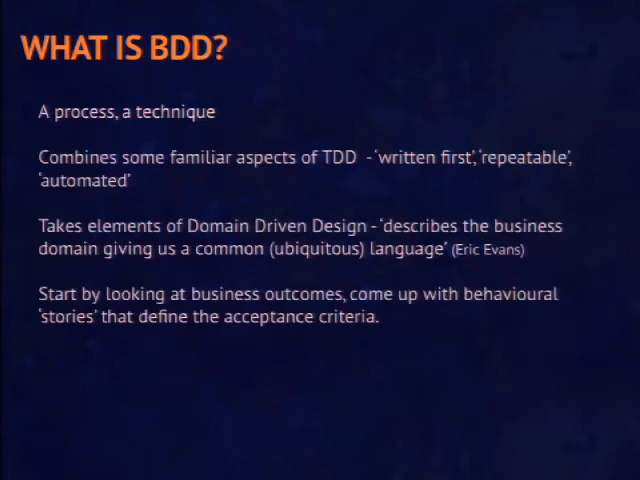 WHAT IS BDD?
A process, a technique
Combines some familiar aspects of TDD - 'written first', 'repeatable',
'automated'
Takes elements of Domain Driven Design - 'describes the business
domain giving us a common (ubiquitous) language' (Eric Evans)
Start by looking at business outcomes, come up with behavioural
'stories' that define the acceptance criteria.